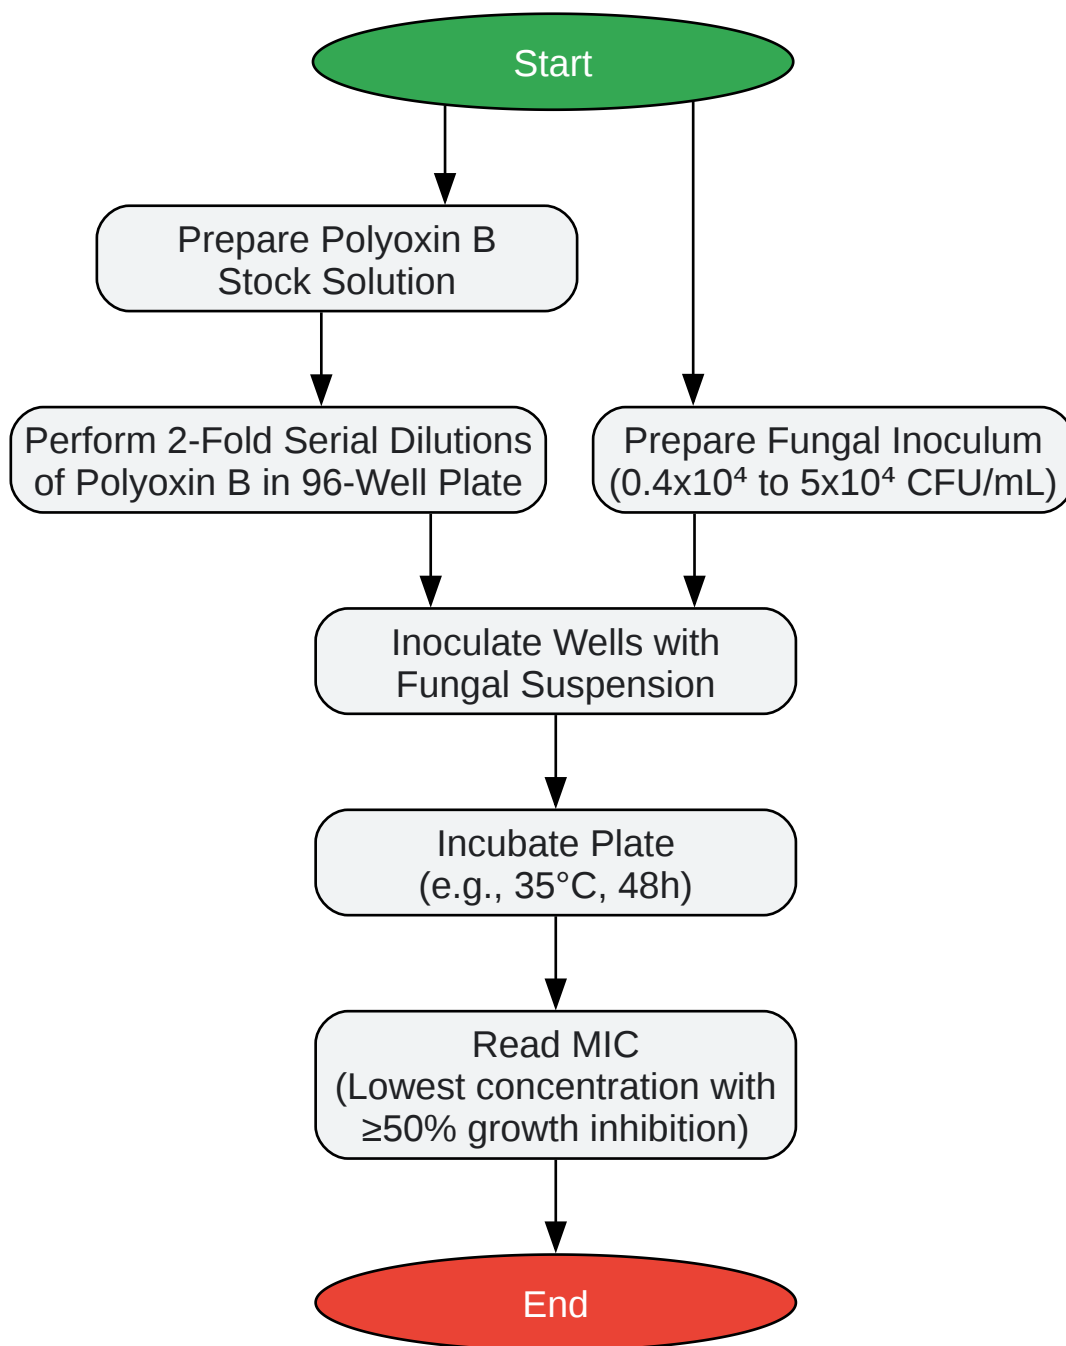 Start
Prepare Polyoxin B
Stock Solution
Perform 2-Fold Serial Dilutions
of Polyoxin B in 96-Well Plate
Prepare Fungal Inoculum
(0.4x10⁴ to 5x10⁴ CFU/mL)
Inoculate Wells with
Fungal Suspension
Incubate Plate
(e.g., 35°C, 48h)
Read MIC
(Lowest concentration with
≥50% growth inhibition)
End